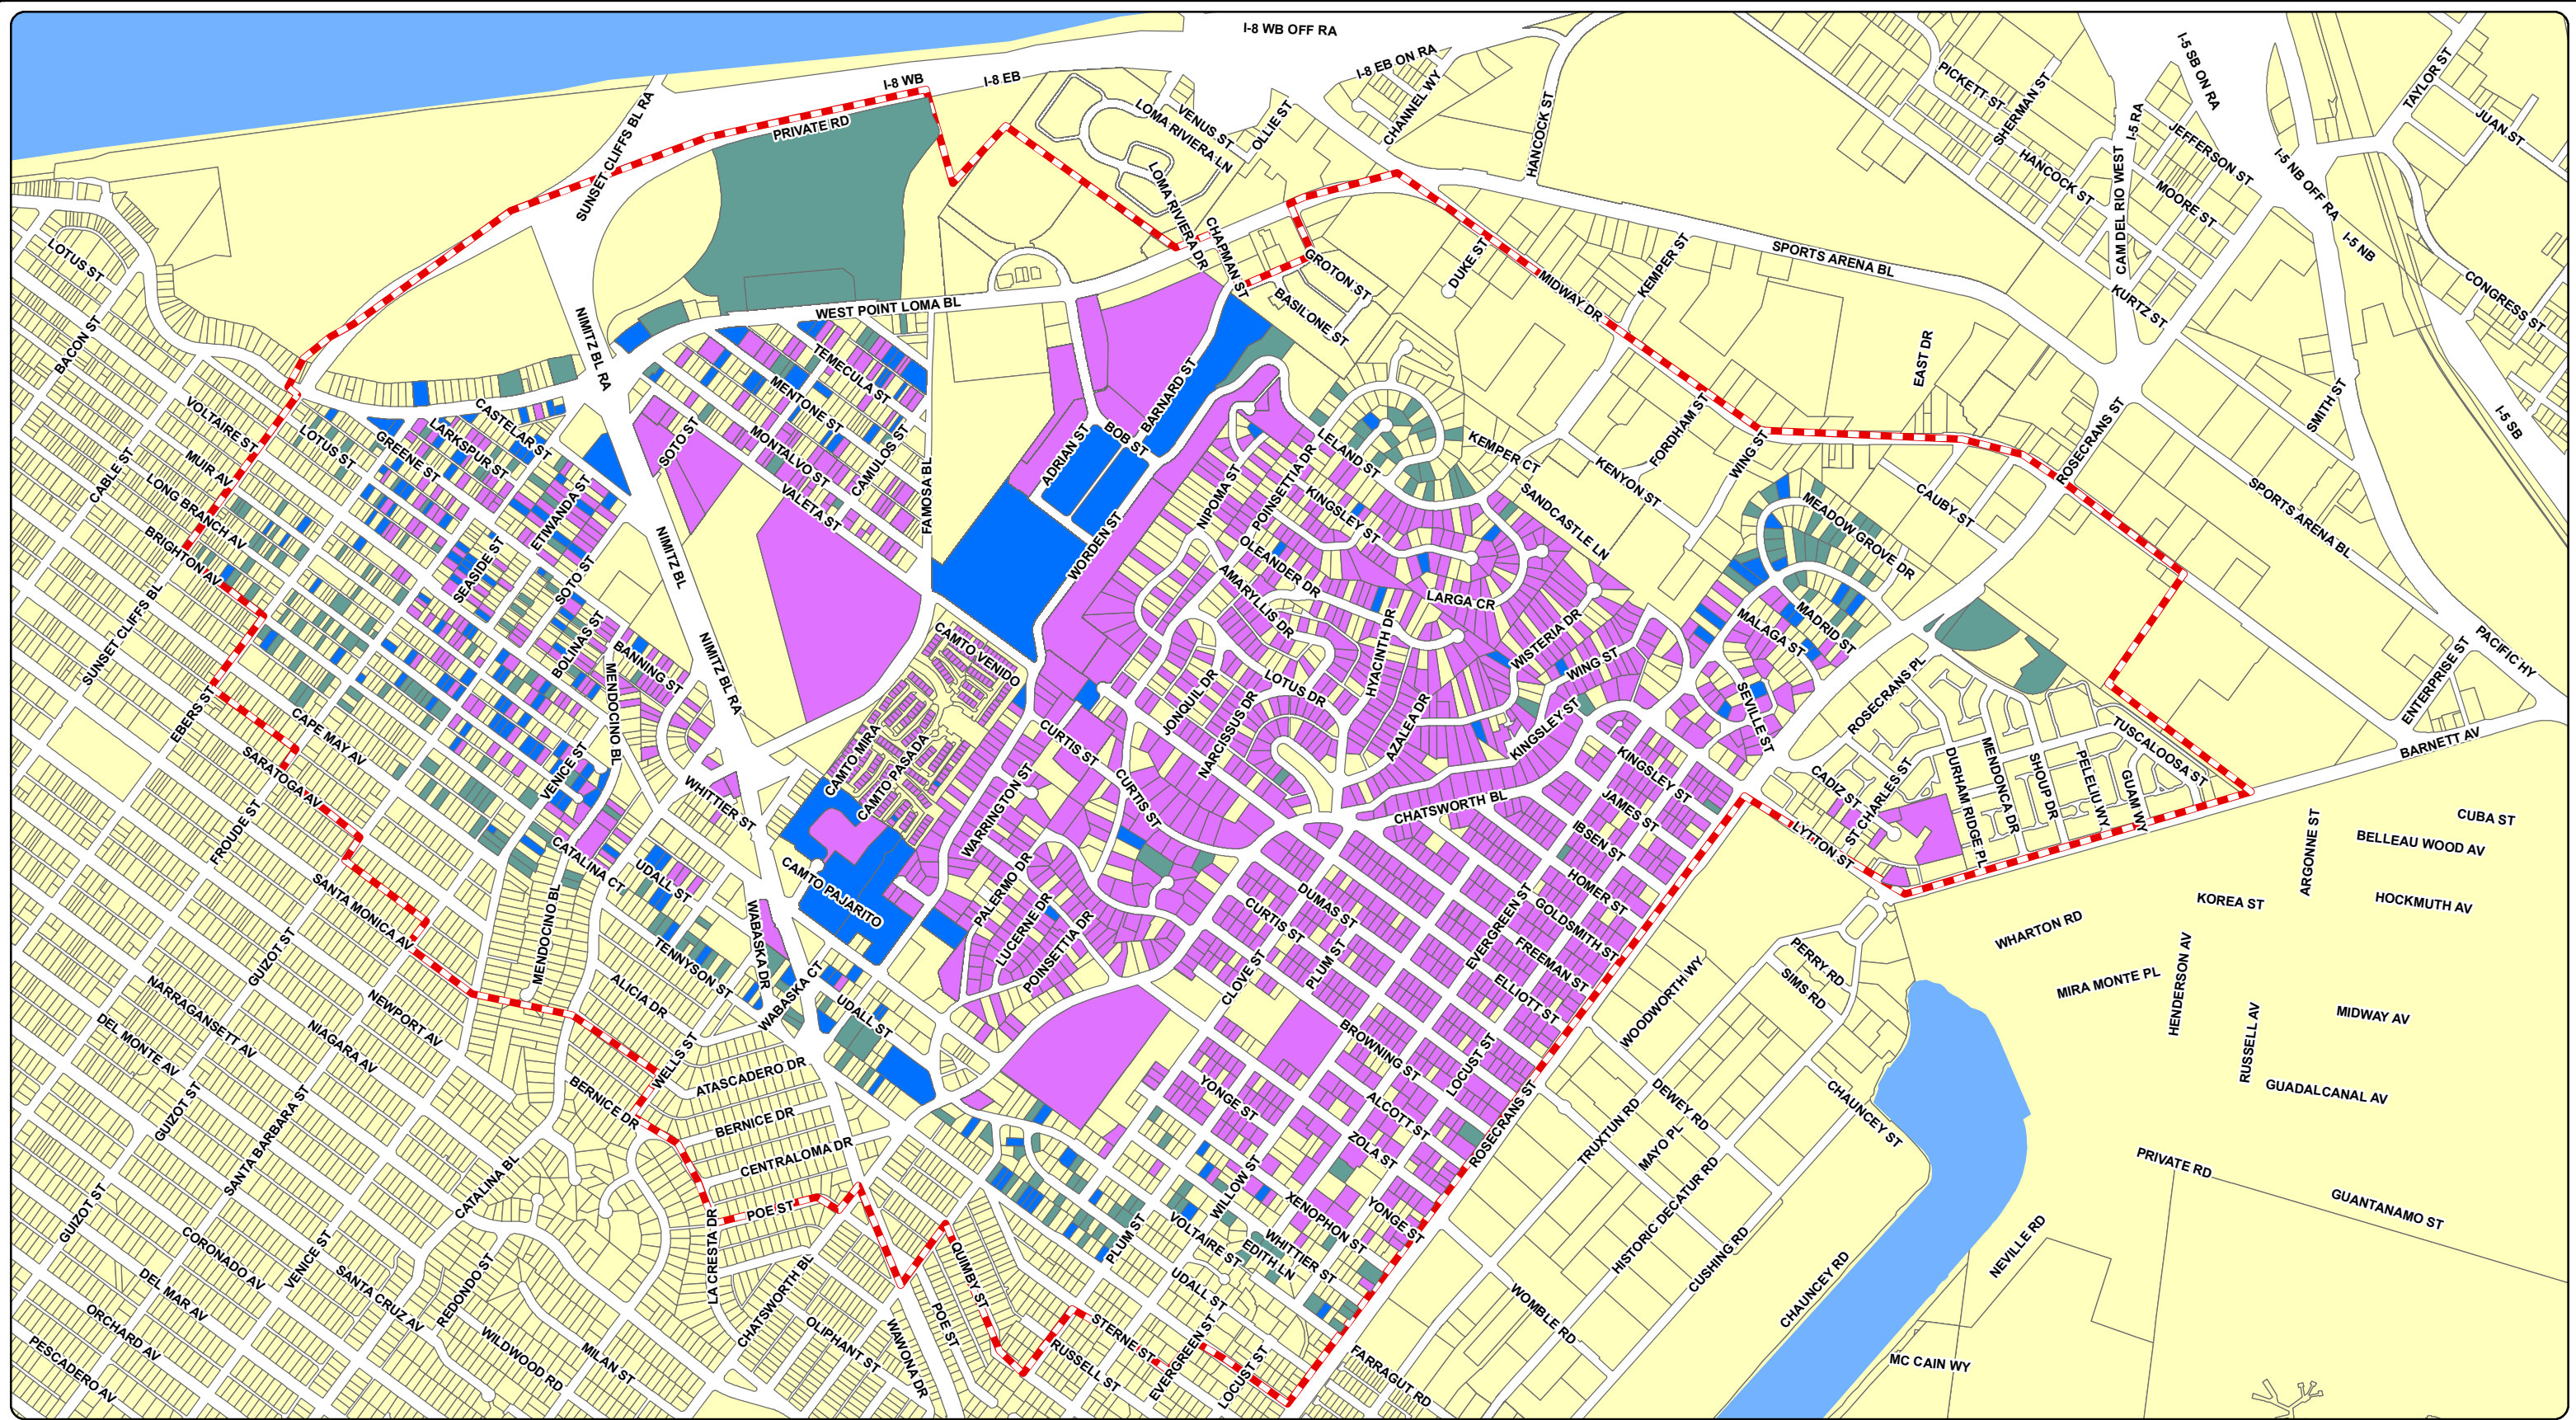 I-8 WB OFF RA
I-8 EB ON RA
I-8 WB
I-8 EB
CHANNEL WY
PRIVATE RD
SUNSET CLIFFS BL RA
LOMA RIVIERA LN
VENUS ST
OLLIE ST
LOMA RIVIERA DR
CHAPMAN ST
HANCOCK ST
PICKETT ST
SHERMAN ST
HANCOCK ST
I-5 RA
CAM DEL RIO WEST
I-5 SB ON RA
JEFFERSON ST
MOORE ST
TAYLOR ST
JUAN ST
I-5 NB OFF RA
I-5 NB
CONGRESS ST
KURTZ ST
I-5 SB
SMITH ST
SPORTS ARENA BL
GROTON ST
BASILONE ST
DUKE ST
MIDWAY DR
KEMPER ST
EAST DR
ROSECRANS ST
SPORTS ARENA BL
LOTUS ST
BACON ST
VOLTAIRE ST
MUIR AV
CABLE ST
LONG BRANCH AV
BRIGHTON AV
SUNSET CLIFFS BL
NIMITZ BL RA
WEST POINT LOMA BL
TEMECULA ST
MENTONE ST
MONTALVO ST
CAMULOS ST
VALETA ST
SOTO ST
FAMOSA BL
CASTELAR ST
LARKSPUR ST
GREENE ST
LOTUS ST
ETIWANDA ST
SEASIDE ST
SOTO ST
BOLINAS ST
BANNING ST
MENDOCINO BL
NIMITZ BL
NIMITZ BL RA
BARNARD ST
BOB ST
ADRIAN ST
WORDEN ST
NIPOMA ST
POINSETTIA DR
LELAND ST
KINGSLEY ST
KEMPER CT
SANDCASTLE LN
KENYON ST
FORDHAM ST
WING ST
MEADOW GROVE DR
CAUBY ST
OLEANDER DR
AMARYLLIS DR
LARGA CR
HYACINTH DR
WISTERIA DR
WING ST
MALAGA ST
MADRID ST
SEVILLE ST
LOTUS DR
JONQUIL DR
NARCISSUS DR
AZALEA DR
KINGSLEY ST
KINGSLEY ST
CAMTO VENIDO
CAMTO MIRA
CAMTO PASADA
CURTIS ST
CURTIS ST
WARRINGTON ST
CHATSWORTH BL
JAMES ST
IBSEN ST
HOMER ST
GOLDSMITH ST
FREEMAN ST
ELLIOTT ST
EVERGREEN ST
DUMAS ST
CURTIS ST
PLUM ST
CLOVE ST
BROWNING ST
LOCUST ST
ALCOTT ST
ZOLA ST
YONGE ST
YONGE ST
XENOPHON ST
WILLOW ST
WHITTIER ST
EDITH LN
VOLTAIRE ST
UDALL ST
PLUM ST
STERNE ST
RUSSELL ST
EVERGREEN ST
LOCUST ST
ROSECRANS ST
ROSECRANS PL
CADIZ ST
ST CHARLES ST
LYTTON ST
DURHAM RIDGE PL
MENDONCA DR
SHOUP DR
PELELIU WY
GUAM WY
TUSCALOOSA ST
BARNETT AV
ENTERPRISE ST
PACIFIC HY
EBERS ST
CAPE MAY AV
SARATOGA AV
FROUDE ST
SANTA MONICA AV
GUIZOT ST
NARRAGANSETT AV
NEWPORT AV
NIAGARA AV
DEL MONTE AV
GUIZOT ST
SANTA BARBARA ST
GUIZOT ST
CORONADO AV
VENICE ST
DEL MAR AV
ORCHARD AV
PESCADERO AV
SANTA CRUZ AV
REDONDO ST
WILDWOOD RD
MILAN ST
CATALINA BL
VENICE ST
WHITTIER ST
CATALINA CT
UDALL ST
MENDOCINO BL
TENNYSON ST
ALICIA DR
WABASKA DR
WABASKA CT
CAMTO PAJARITO
PALERMO DR
LUCERNE DR
POINSETTIA DR
UDALL ST
WELLS ST
ATASCADERO DR
BERNICE DR
BERNICE DR
CENTRALOMA DR
POE ST
LA CRESTA DR
CHATSWORTH BL
OLIPHANT ST
QUIMBY ST
POE ST
WAWONA DR
WOODWORTH WY
PERRY RD
SIMS RD
DEWEY RD
TRUXTUN RD
MAYO PL
HISTORIC DECATUR RD
CHAUNCEY ST
CUSHING RD
WOMBLE RD
FARRAGUT RD
CHAUNCEY RD
NEVILLE RD
MC CAIN WY
CUBA ST
BELLEAU WOOD AV
ARGONNE ST
HOCKMUTH AV
KOREA ST
WHARTON RD
MIRA MONTE PL
HENDERSON AV
RUSSELL AV
MIDWAY AV
GUADALCANAL AV
PRIVATE RD
GUANTANAMO ST